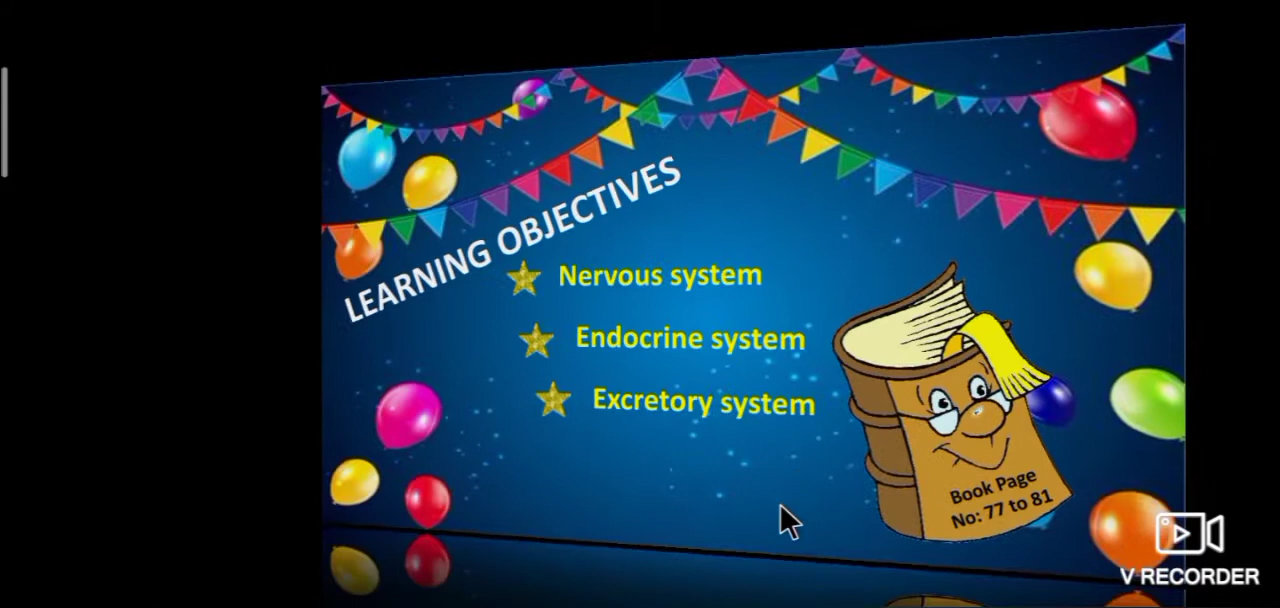 LEARNING OBJECTIVES
Nervous system
Endocrine system
Excretory system
Book Page
No: 77 to 81
V RECORDER